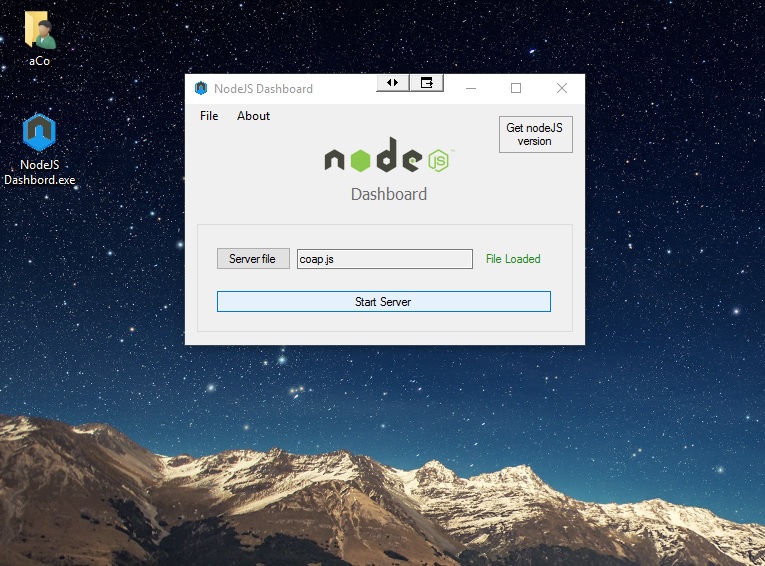 aCo
NodeJS
Dashbord.exe
NodeJS Dashboard
File About
Get nodeJS
version
node JS
Dashboard
Server file coap.js File Loaded
Start Server